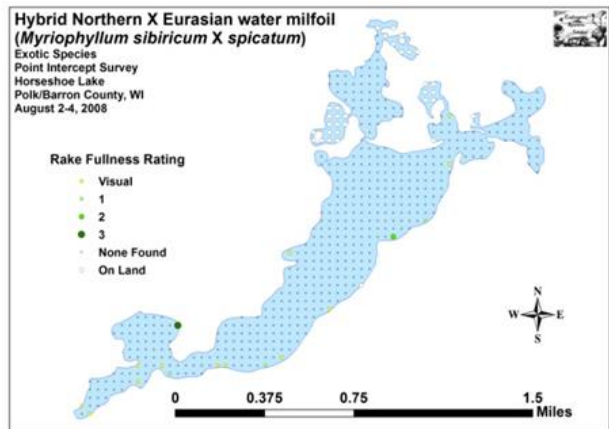 Hybrid Northern X Eurasian water milfoil
(Myriophyllum sibiricum X spicatum)
Exotic Species
Point Intercept Survey
Horseshoe Lake
Polk/Barron County, WI
August 2-4, 2008
Rake Fullness Rating
Visual
1
2
3
None Found
On Land
N
W E
S
0 0.375 0.75 1.5
Miles